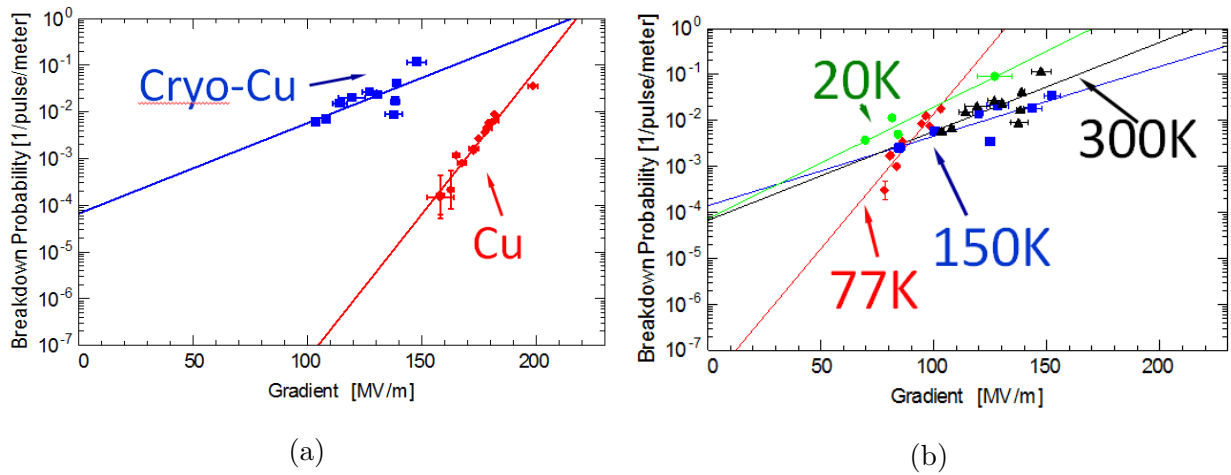 Breakdown Probability [1/pulse/meter]
10^0
10^-1
10^-2
10^-3
10^-4
10^-5
10^-6
10^-7
Cryo-Cu
Cu
0 50 100 150 200
Gradient [MV/m]
(a)
Breakdown Probability [1/pulse/meter]
10^0
10^-1
10^-2
10^-3
10^-4
10^-5
10^-6
10^-7
20K
300K
150K
77K
0 50 100 150 200
Gradient [MV/m]
(b)